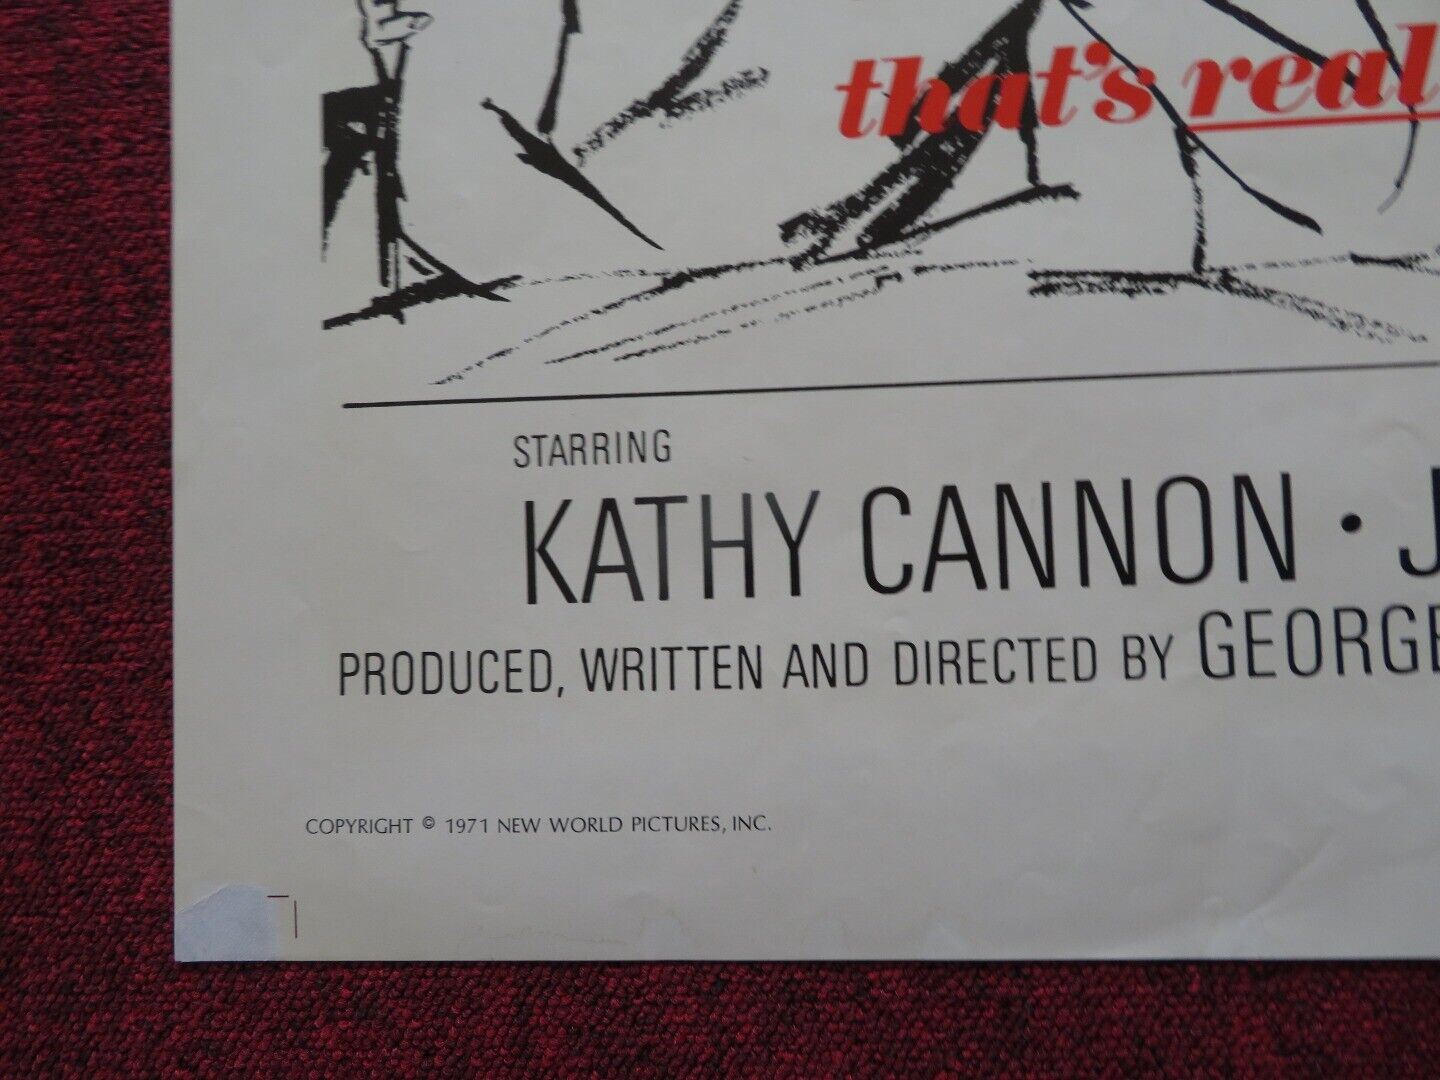 that's real
STARRING
KATHY CANNON · J
PRODUCED, WRITTEN AND DIRECTED BY GEORGE
COPYRIGHT © 1971 NEW WORLD PICTURES, INC.